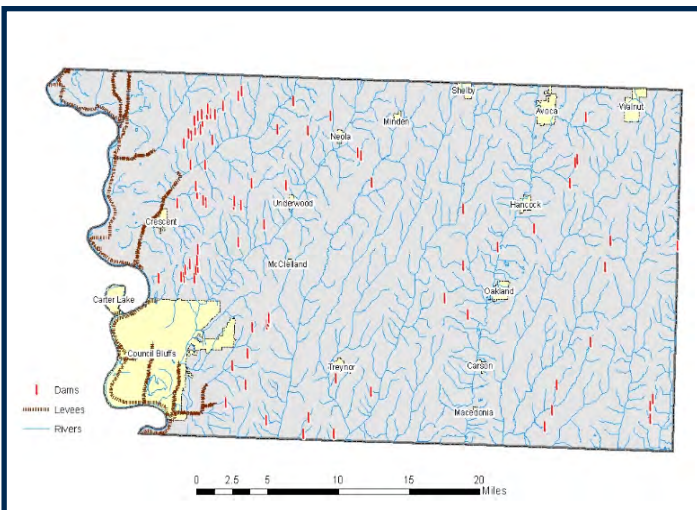 Shelby
Avoca
Walnut
Minden
Neola
Underwood
Hancock
Crescent
McClelland
Oakland
Carter Lake
Council Bluffs
Treynor
Carson
Macedonia
Dams
Levees
Rivers
0 2.5 5 10 15 20
Miles